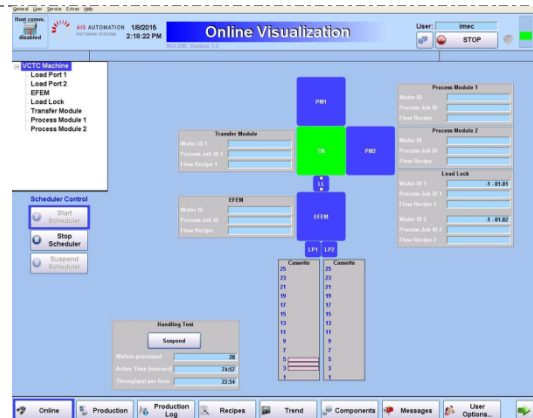 General User Service Extras Help
Host comm.
disabled
AIS AUTOMATION
SOFTWARE SYSTEMS
1/8/2015
2:18:22 PM
Online Visualization
User:
imec
STOP
VCTC Machine
Load Port 1
Load Port 2
EFEM
Load Lock
Transfer Module
Process Module 1
Process Module 2
Scheduler Control
Start
Scheduler
Stop
Scheduler
Suspend
Scheduler
Transfer Module
Wafer ID 1
Process Job ID 1
Flow Recipe 1
EFEM
Wafer ID
Process Job ID
Flow Recipe
PM1
TM
PM2
LL
EFEM
LP1
LP2
Process Module 1
Wafer ID
Process Job ID
Flow Recipe
Process Module 2
Wafer ID
Process Job ID
Flow Recipe
Load Lock
Wafer ID 1
-1 - 01.01
Process Job ID 1
Flow Recipe 1
Wafer ID 2
-1 - 01.02
Process Job ID 2
Flow Recipe 2
Cassette
25
23
21
19
17
15
13
11
9
7
5
3
1
Cassette
25
23
21
19
17
15
13
11
9
7
5
3
1
Handling Test
Suspend
Wafers processed
28
Active Time [min:sec]
74:57
Throughput per hour
22.54
Online
Production
Production
Log
Recipes
Trend
Components
Messages
User
Options...